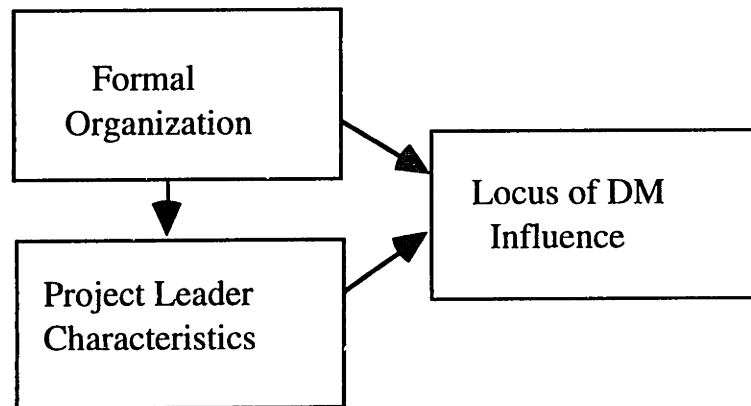 Formal
Organization
Locus of DM
Influence
Project Leader
Characteristics